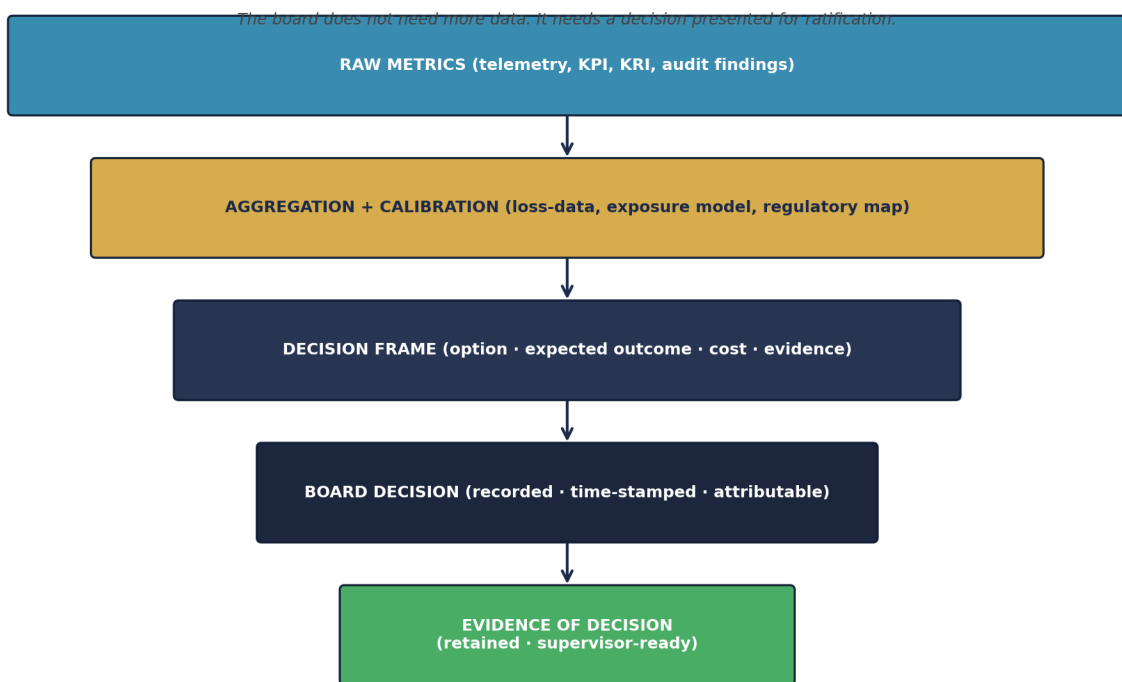 The board does not need more data. It needs a decision presented for ratification.
RAW METRICS (telemetry, KPI, KRI, audit findings)
AGGREGATION + CALIBRATION (loss-data, exposure model, regulatory map)
DECISION FRAME (option · expected outcome · cost · evidence)
BOARD DECISION (recorded · time-stamped · attributable)
EVIDENCE OF DECISION
(retained · supervisor-ready)